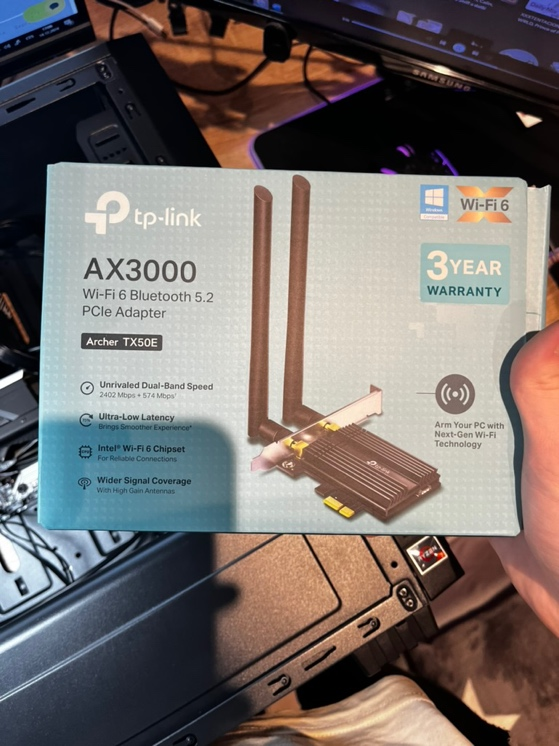 SAMSUNG
tp-link
Wi-Fi 6
AX3000
Wi-Fi 6 Bluetooth 5.2
PCIe Adapter
Archer TX50E
3 YEAR
WARRANTY
Unrivaled Dual-Band Speed
2402 Mbps + 574 Mbps
Ultra-Low Latency
Brings Smoother Experience
Intel® Wi-Fi 6 Chipset
For Reliable Connections
Wider Signal Coverage
With High Gain Antennas
Arm Your PC with
Next-Gen Wi-Fi
Technology